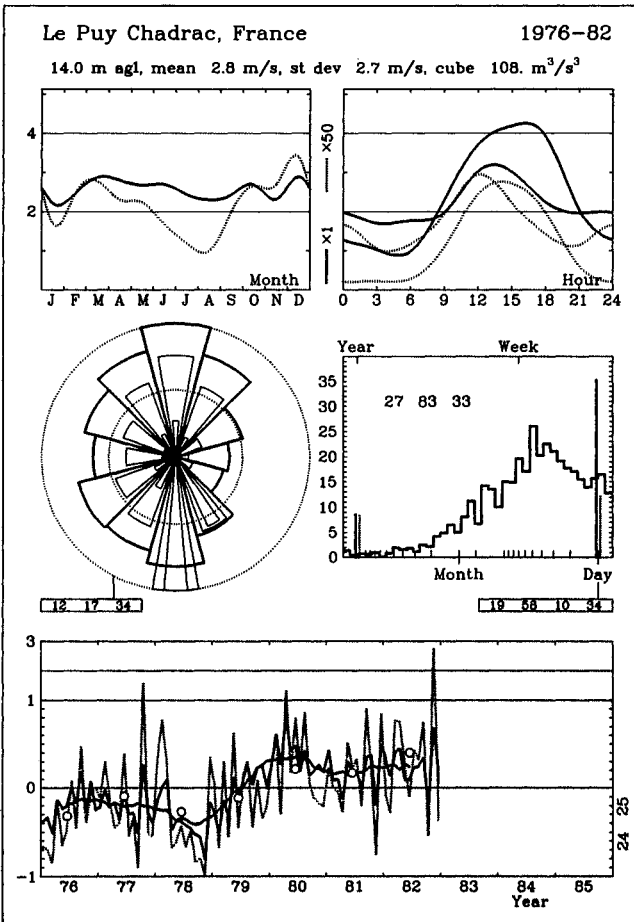 Le Puy Chadrac, France 1976-82
14.0 m agl, mean 2.8 m/s, st dev 2.7 m/s, cube 108. m³/s³
4
2
×50
×1
Month
Hour
J F M A M J J A S O N D
0 3 6 9 12 15 18 21 24
Year Week
35
30
25
20
15
10
5
0
27 83 33
Month Day
12 17 34
19 58 10 34
3
1
0
-1
24 25
76 77 78 79 80 81 82 83 84 85
Year